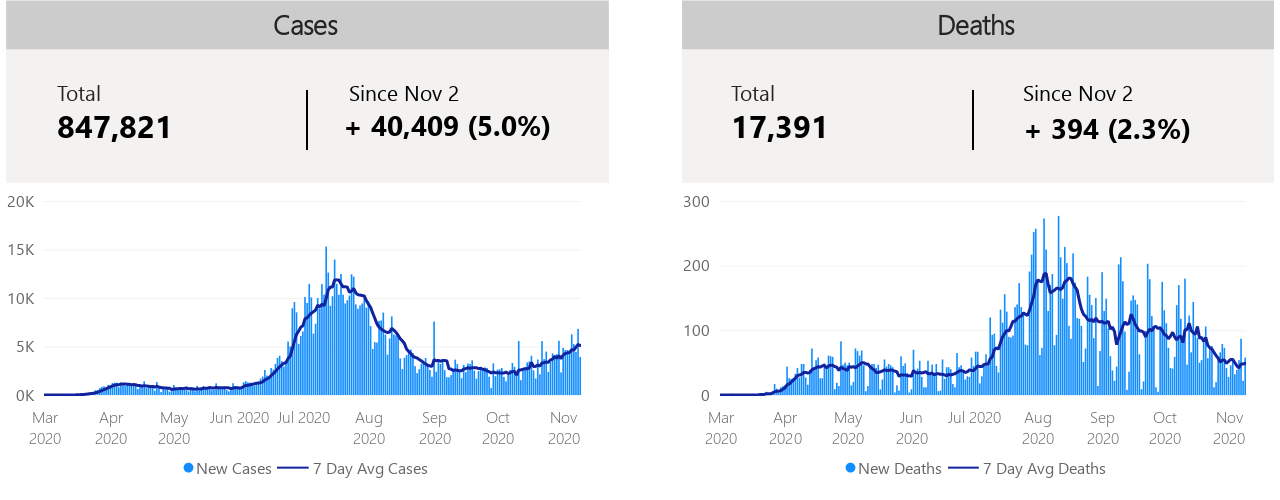 Cases
Total
847,821
Since Nov 2
+ 40,409 (5.0%)
20K
15K
10K
5K
0K
Mar 2020
Apr 2020
May 2020
Jun 2020
Jul 2020
Aug 2020
Sep 2020
Oct 2020
Nov 2020
New Cases
7 Day Avg Cases
Deaths
Total
17,391
Since Nov 2
+ 394 (2.3%)
300
200
100
0
Mar 2020
Apr 2020
May 2020
Jun 2020
Jul 2020
Aug 2020
Sep 2020
Oct 2020
Nov 2020
New Deaths
7 Day Avg Deaths